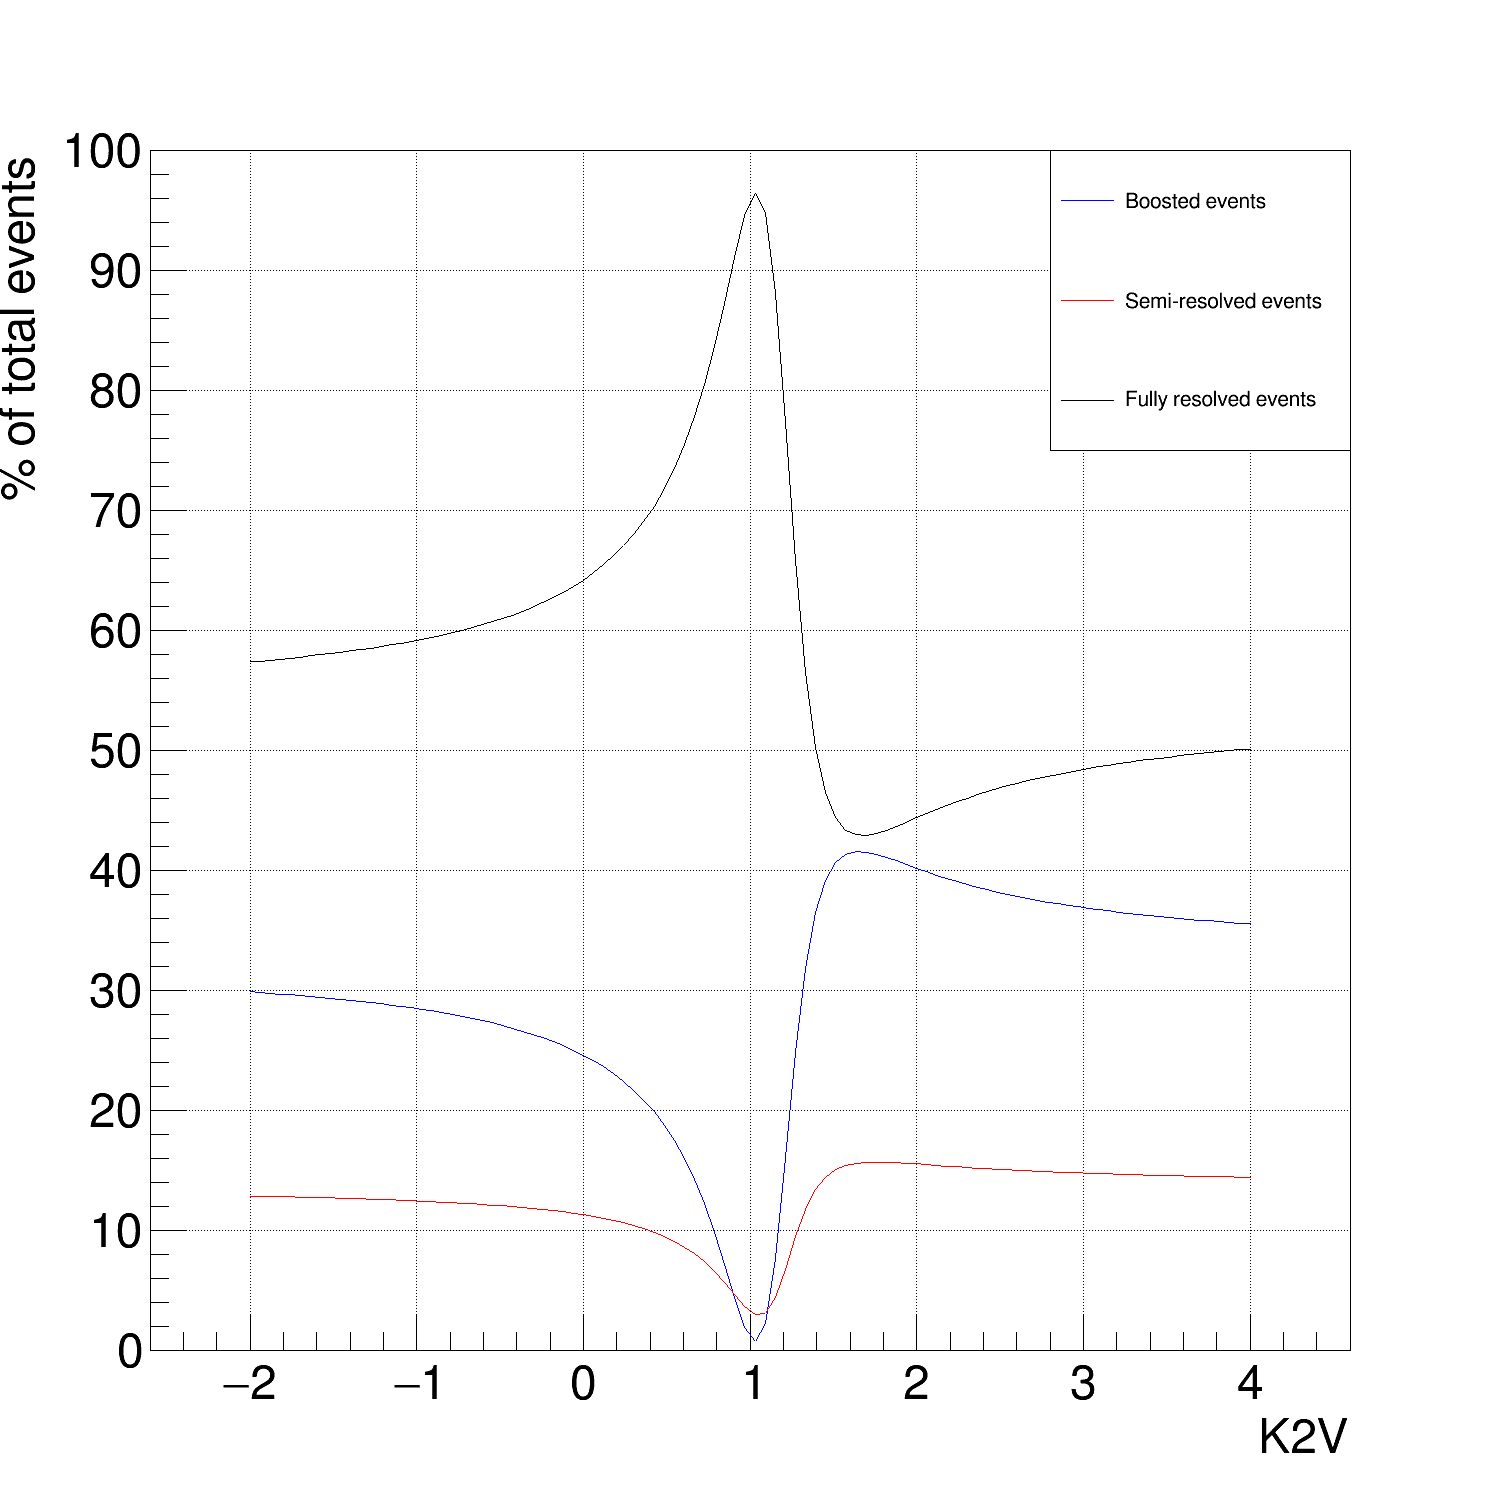 % of total events
100
90
80
70
60
50
40
30
20
10
0
−2 −1 0 1 2 3 4
K2V
Boosted events
Semi-resolved events
Fully resolved events